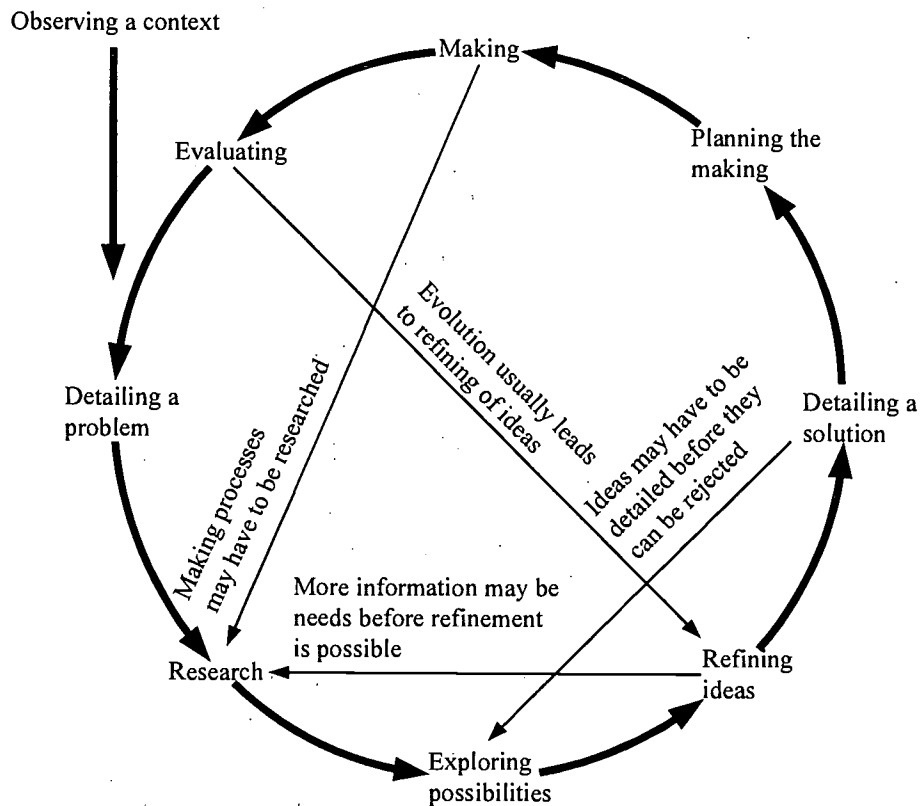 Observing a context
Making
Planning the
making
Evaluating
Evolution usually leads
to refining of ideas
Ideas may have to be
detailed before they
can be rejected
Detailing a
problem
Detailing a
solution
Making processes
may have to be researched
More information may be
needs before refinement
is possible
Research
Refining
ideas
Exploring
possibilities